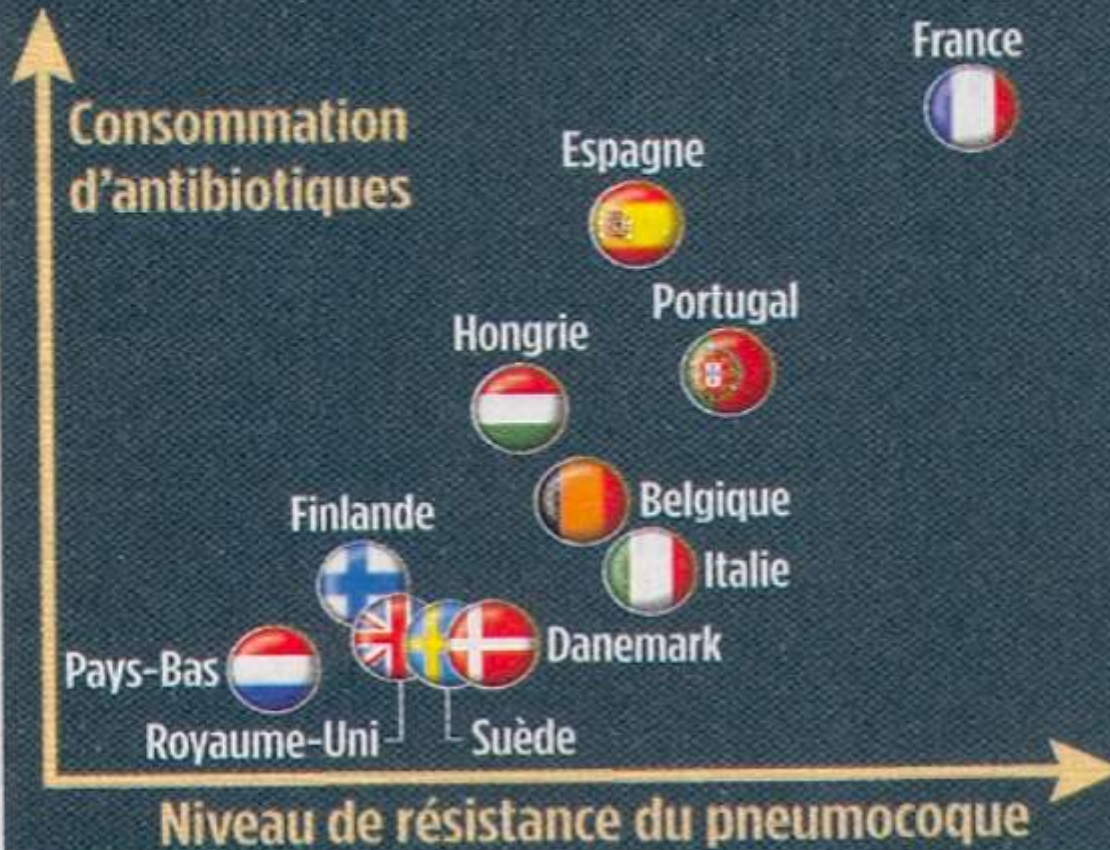 France
Consommation
d'antibiotiques
Espagne
Portugal
Hongrie
Belgique
Finlande
Italie
Danemark
Pays-Bas
Royaume-Uni
Suède
Niveau de résistance du pneumocoque